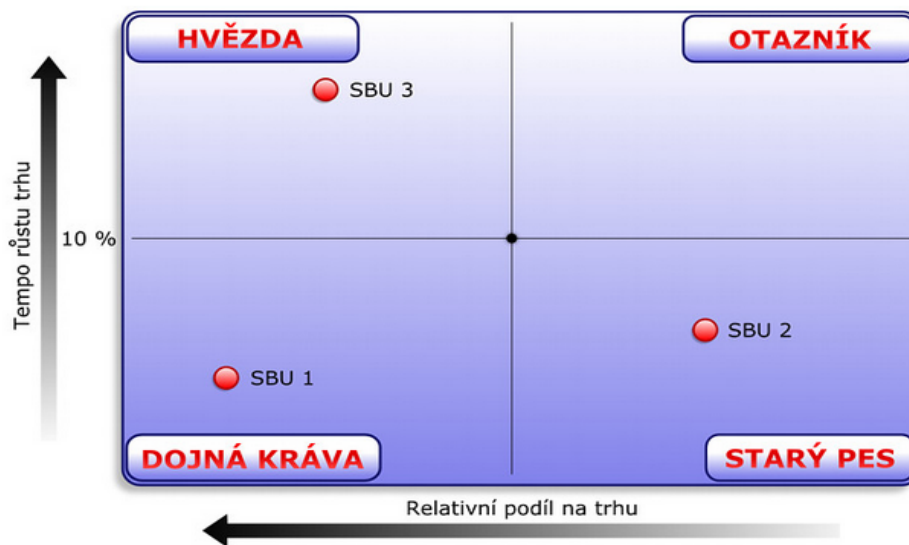 HVĚZDA
OTAZNÍK
SBU 3
Tempo růstu trhu
10 %
SBU 2
SBU 1
DOJNÁ KRÁVA
STARÝ PES
Relativní podíl na trhu